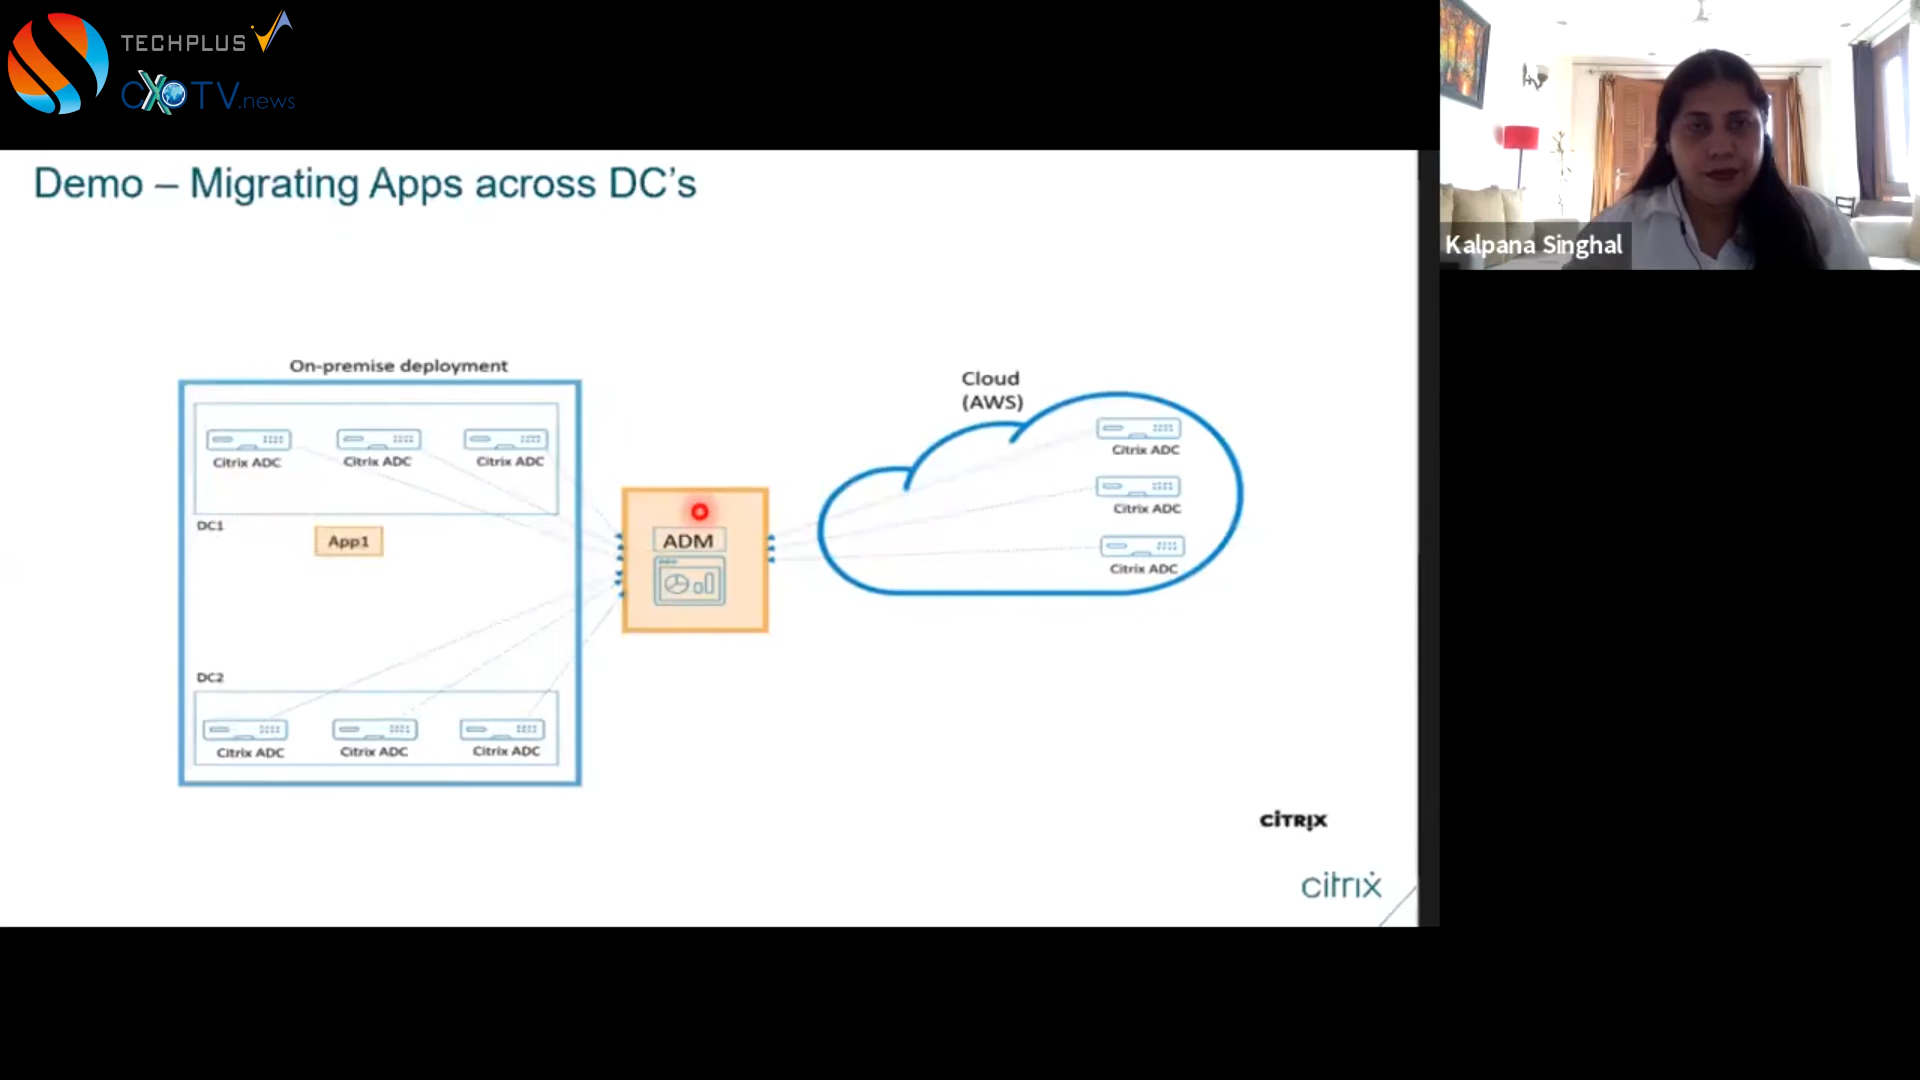 TECHPLUS
CXOTV.news
Kalpana Singhal
Demo – Migrating Apps across DC's
On-premise deployment
Cloud
(AWS)
Citrix ADC
Citrix ADC
Citrix ADC
Citrix ADC
Citrix ADC
Citrix ADC
DC1
App1
ADM
DC2
Citrix ADC
Citrix ADC
Citrix ADC
CITRIX
citrix